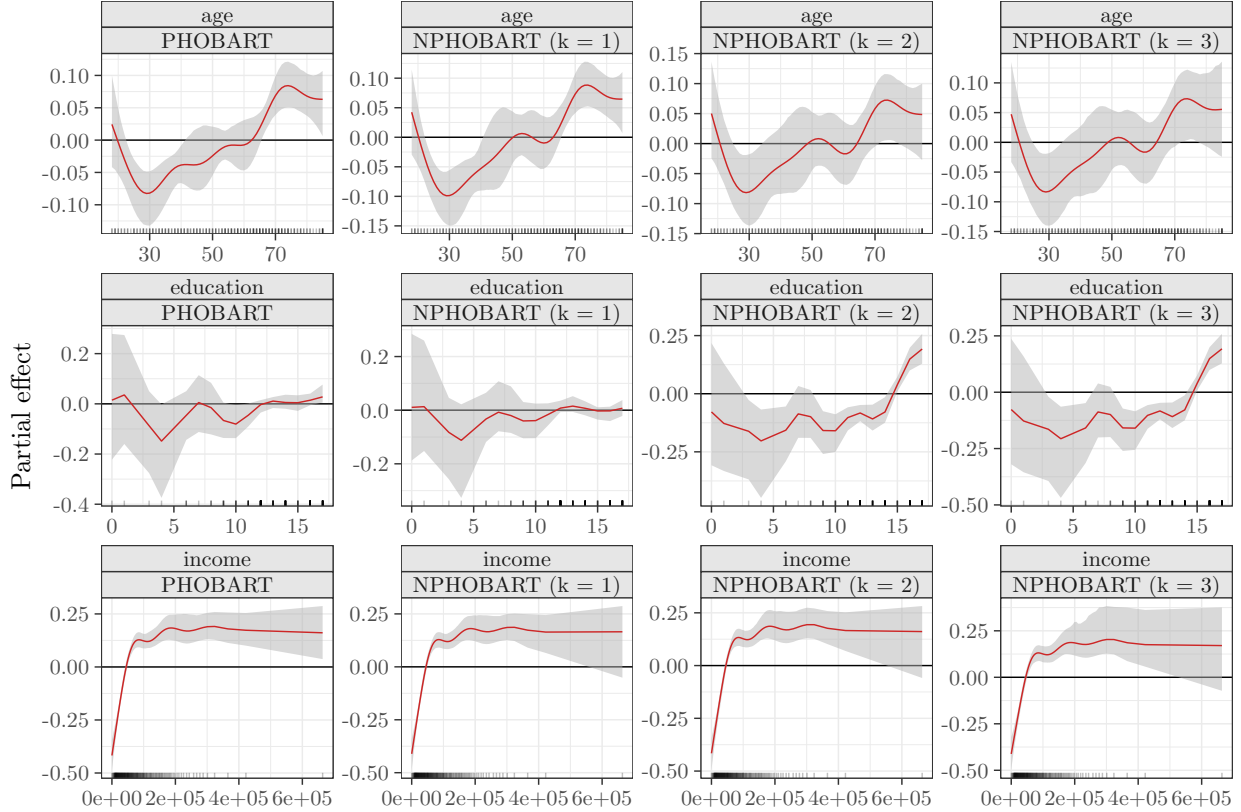 age age age age
PHOBART NPHOBART (k = 1) NPHOBART (k = 2) NPHOBART (k = 3)
0.10 0.05 0.00 -0.05 -0.10
0.10 0.05 0.00 -0.05 -0.10 -0.15
0.15 0.10 0.05 0.00 -0.05 -0.10 -0.15
0.10 0.05 0.00 -0.05 -0.10 -0.15
30 50 70 30 50 70 30 50 70 30 50 70
Partial effect
education education education education
PHOBART NPHOBART (k = 1) NPHOBART (k = 2) NPHOBART (k = 3)
0.2 0.0 -0.2 -0.4
0.2 0.0 -0.2
0.25 0.00 -0.25
0.25 0.00 -0.25 -0.50
0 5 10 15 0 5 10 15 0 5 10 15 0 5 10 15
income income income income
PHOBART NPHOBART (k = 1) NPHOBART (k = 2) NPHOBART (k = 3)
0.25 0.00 -0.25 -0.50
0.25 0.00 -0.25 -0.50
0.25 0.00 -0.25 -0.50
0.25 0.00 -0.25 -0.50
0e+00 2e+05 4e+05 6e+05 0e+00 2e+05 4e+05 6e+05 0e+00 2e+05 4e+05 6e+05 0e+00 2e+05 4e+05 6e+05